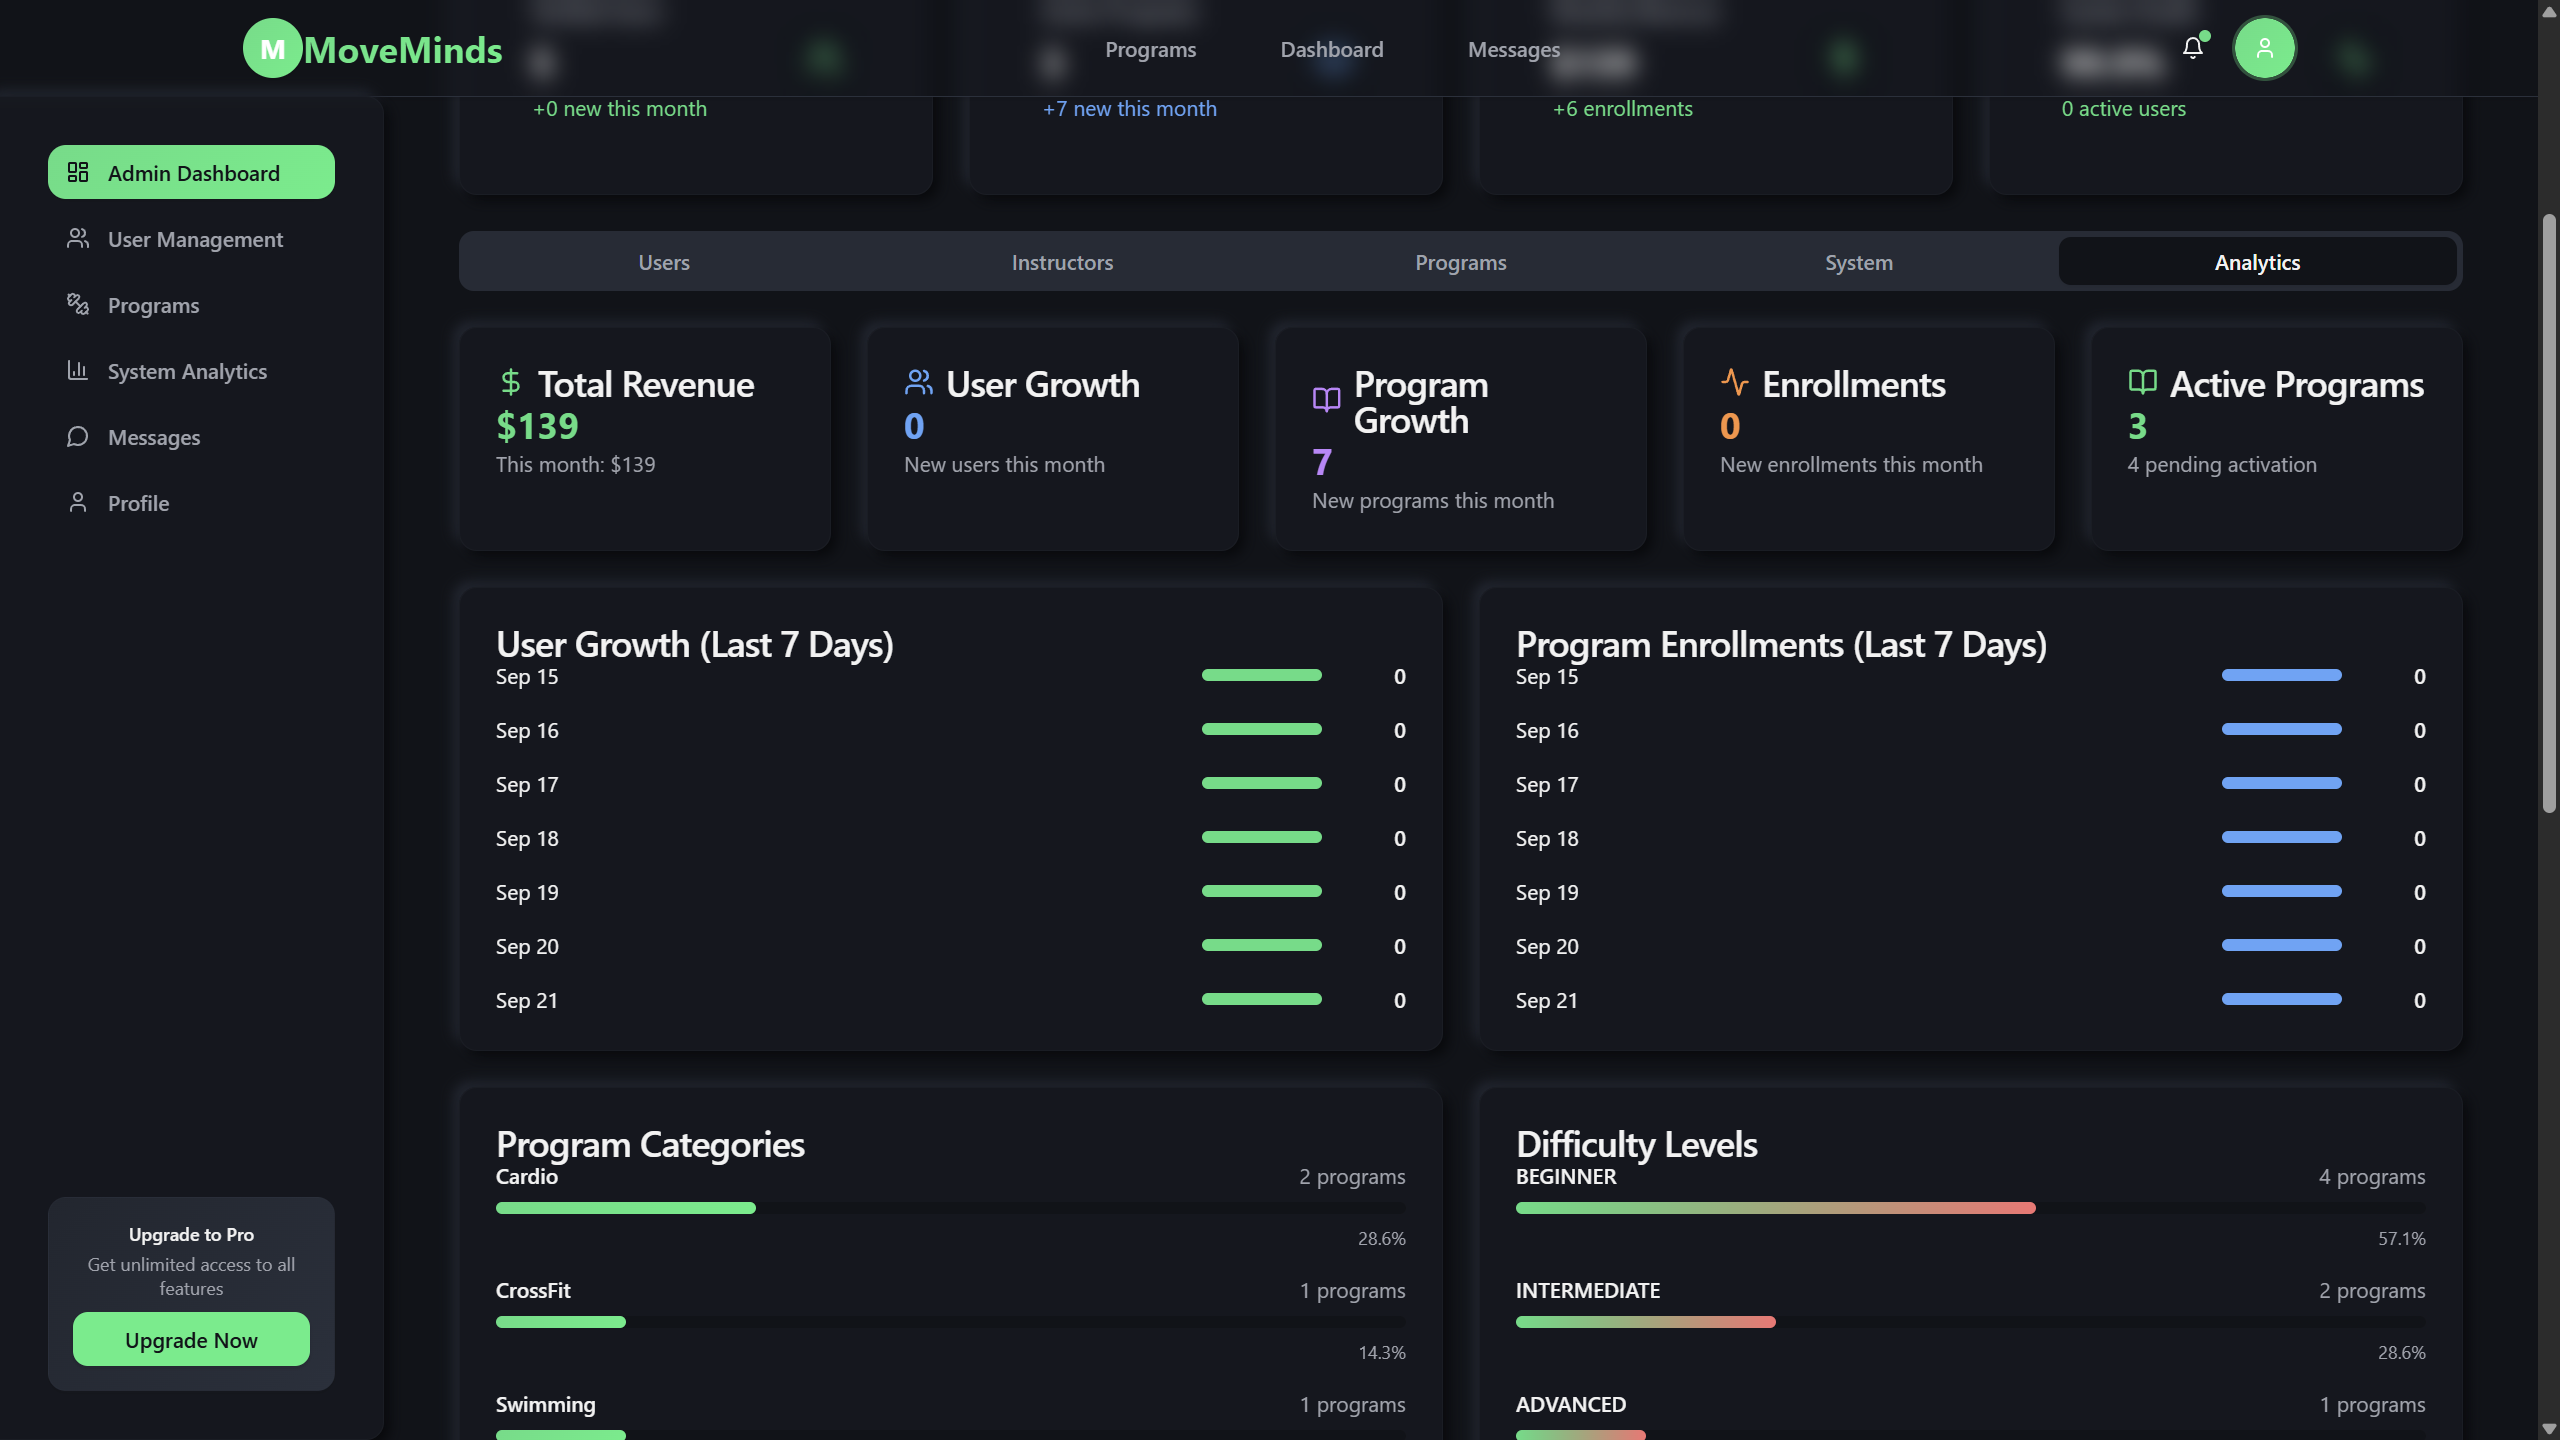 M MoveMinds
Programs
Dashboard
Messages
+0 new this month
+7 new this month
+6 enrollments
0 active users
Admin Dashboard
User Management
Programs
System Analytics
Messages
Profile
Upgrade to Pro
Get unlimited access to all
features
Upgrade Now
Users
Instructors
Programs
System
Analytics
Total Revenue
$139
This month: $139
User Growth
0
New users this month
Program
Growth
7
New programs this month
Enrollments
0
New enrollments this month
Active Programs
3
4 pending activation
User Growth (Last 7 Days)
Sep 15 0
Sep 16 0
Sep 17 0
Sep 18 0
Sep 19 0
Sep 20 0
Sep 21 0
Program Enrollments (Last 7 Days)
Sep 15 0
Sep 16 0
Sep 17 0
Sep 18 0
Sep 19 0
Sep 20 0
Sep 21 0
Program Categories
Cardio 2 programs
28.6%
CrossFit 1 programs
14.3%
Swimming 1 programs
Difficulty Levels
BEGINNER 4 programs
57.1%
INTERMEDIATE 2 programs
28.6%
ADVANCED 1 programs